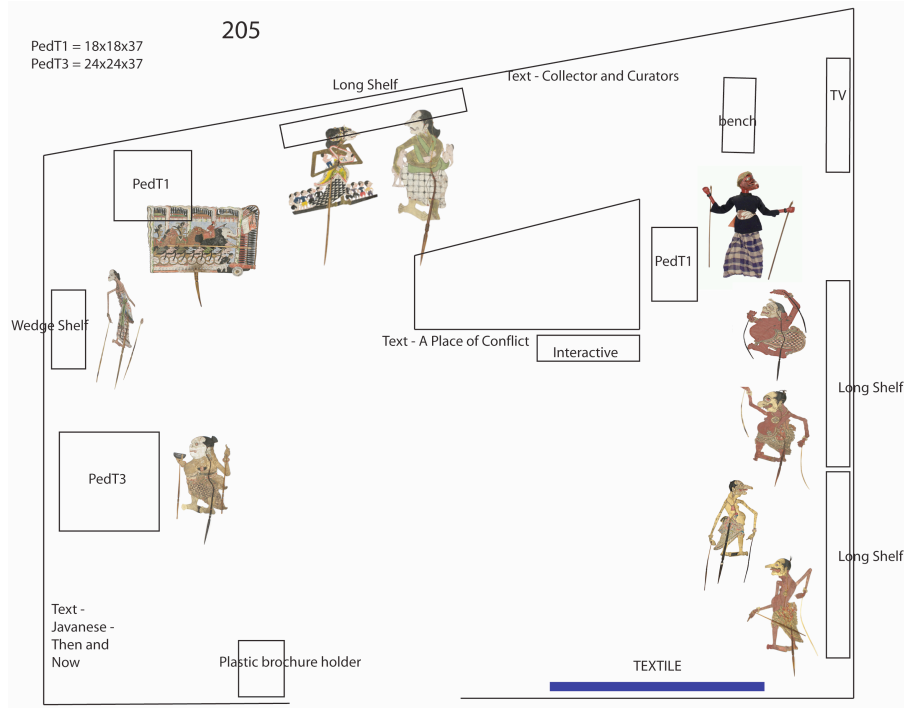 205
PedT1 = 18x18x37
PedT3 = 24x24x37
Long Shelf
Text - Collector and Curators
TV
bench
PedT1
PedT1
Wedge Shelf
Text - A Place of Conflict
Interactive
Long Shelf
PedT3
Long Shelf
Text -
Javanese -
Then and
Now
Plastic brochure holder
TEXTILE